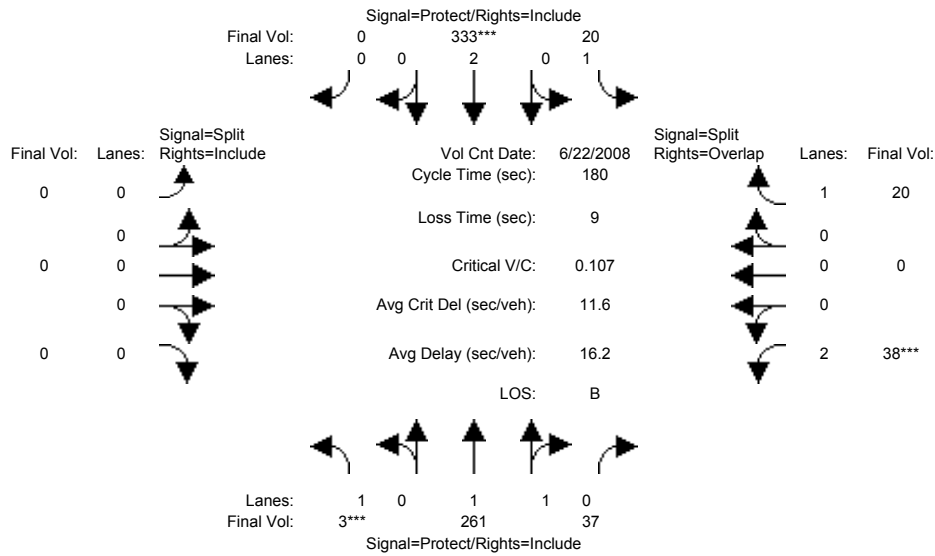 Signal=Protect/Rights=Include
Final Vol: 0 333*** 20
Lanes: 0 0 2 0 1
Signal=Split Signal=Split
Final Vol: Lanes: Rights=Include Vol Cnt Date: 6/22/2008 Rights=Overlap Lanes: Final Vol:
Cycle Time (sec): 180
0 0 1 20
Loss Time (sec): 9
0 0
0 0 Critical V/C: 0.107 0 0
0 Avg Crit Del (sec/veh): 11.6 0
0 0 Avg Delay (sec/veh): 16.2 2 38***
LOS: B
Lanes: 1 0 1 1 0
Final Vol: 3*** 261 37
Signal=Protect/Rights=Include